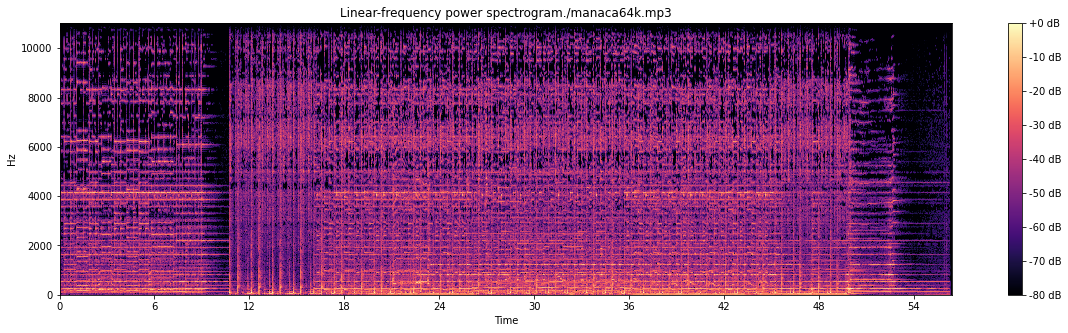 Linear-frequency power spectrogram./manaca64k.mp3
10000
8000
6000
4000
2000
0
Hz
0 6 12 18 24 30 36 42 48 54
Time
+0 dB
-10 dB
-20 dB
-30 dB
-40 dB
-50 dB
-60 dB
-70 dB
-80 dB